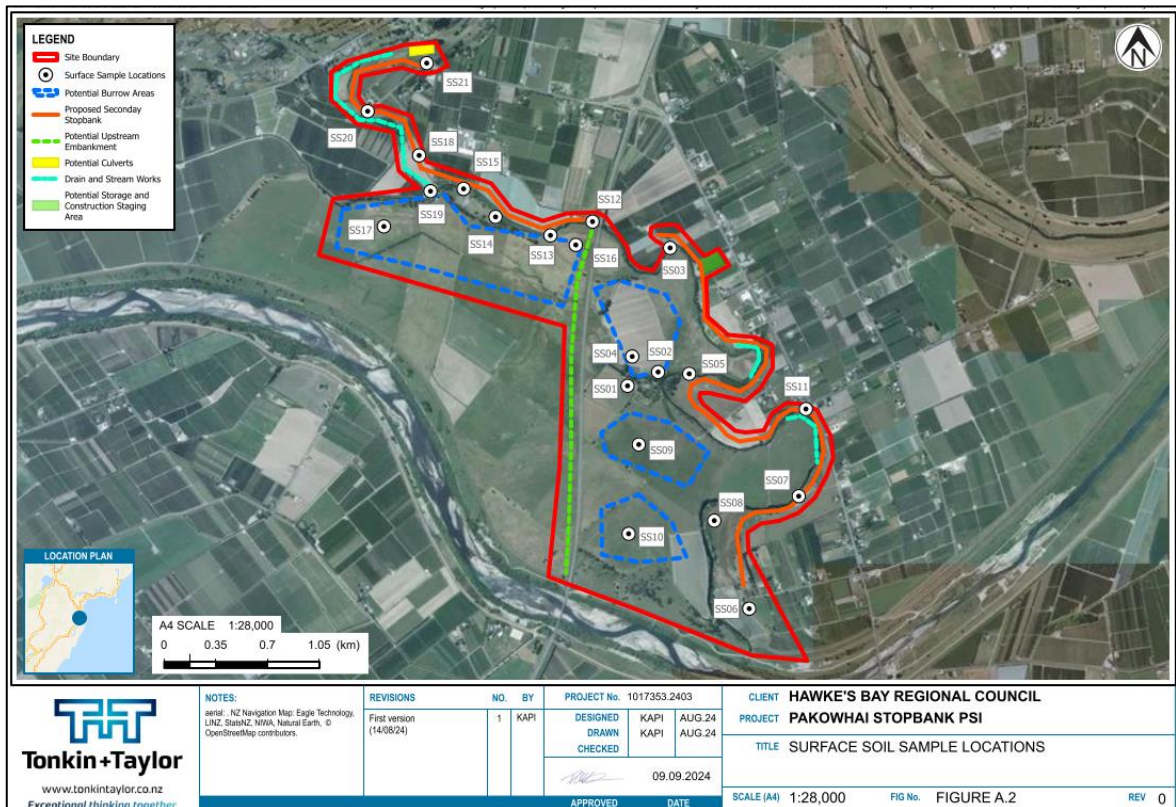 LEGEND
Site Boundary
Surface Sample Locations
Potential Burrow Areas
Proposed Seconday
Stopbank
Potential Upstream
Embankment
Potential Culverts
Drain and Stream Works
Potential Storage and
Construction Staging
Area
N
SS21
SS20
SS18
SS15
SS12
SS19
SS17
SS14
SS13
SS16
SS03
SS04
SS02
SS05
SS01
SS11
SS09
SS07
SS08
SS10
SS06
LOCATION PLAN
A4 SCALE 1:28,000
0 0.35 0.7 1.05 (km)
Tonkin+Taylor
www.tonkintaylor.co.nz
Exceptional thinking together
NOTES:
aerial: . NZ Navigation Map: Eagle Technology,
LINZ, StatsNZ, NIWA, Natural Earth, ©
OpenStreetMap contributors.
REVISIONS NO. BY
First version 1 KAPI
(14/08/24)
PROJECT No. 1017353.2403
DESIGNED KAPI AUG.24
DRAWN KAPI AUG.24
CHECKED
09.09.2024
APPROVED DATE
CLIENT HAWKE'S BAY REGIONAL COUNCIL
PROJECT PAKOWHAI STOPBANK PSI
TITLE SURFACE SOIL SAMPLE LOCATIONS
SCALE (A4) 1:28,000 FIG No. FIGURE A.2 REV 0